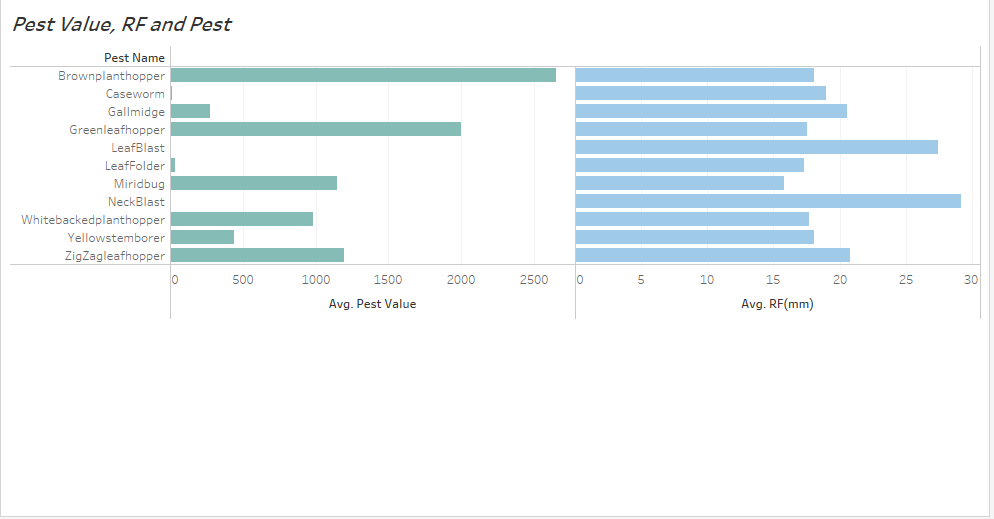 Pest Value, RF and Pest
Pest Name
Brownplanthopper
Caseworm
Gallmidge
Greenleafhopper
LeafBlast
LeafFolder
Miridbug
NeckBlast
Whitebackedplanthopper
Yellowstemborer
ZigZagleafhopper
0 500 1000 1500 2000 2500 0 5 10 15 20 25 30
Avg. Pest Value Avg. RF(mm)